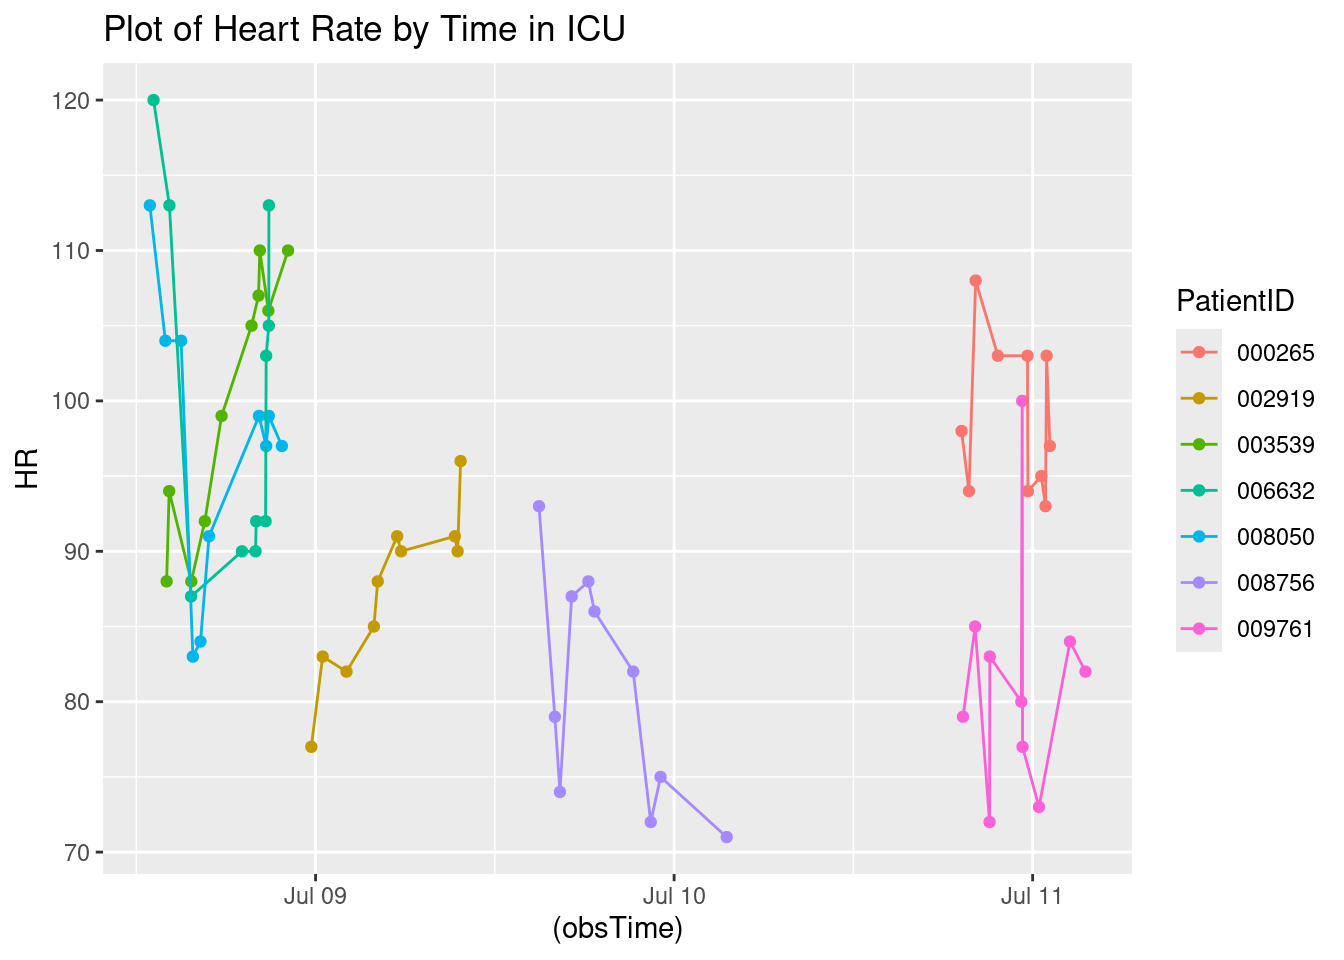 Plot of Heart Rate by Time in ICU
120
110
100
90
80
70
HR
Jul 09
Jul 10
Jul 11
(obsTime)
PatientID
000265
002919
003539
006632
008050
008756
009761